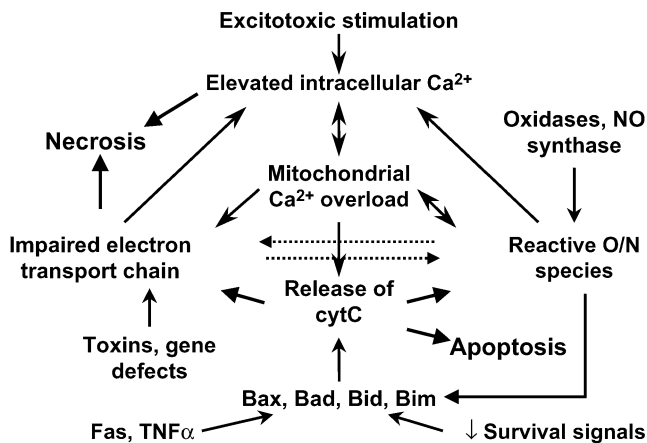 Excitotoxic stimulation
Elevated intracellular Ca²⁺
Oxidases, NO
synthase
Necrosis
Mitochondrial
Ca²⁺ overload
Impaired electron
transport chain
Reactive O/N
species
Release of
cytC
Toxins, gene
defects
Apoptosis
Bax, Bad, Bid, Bim
Fas, TNFα
↓ Survival signals